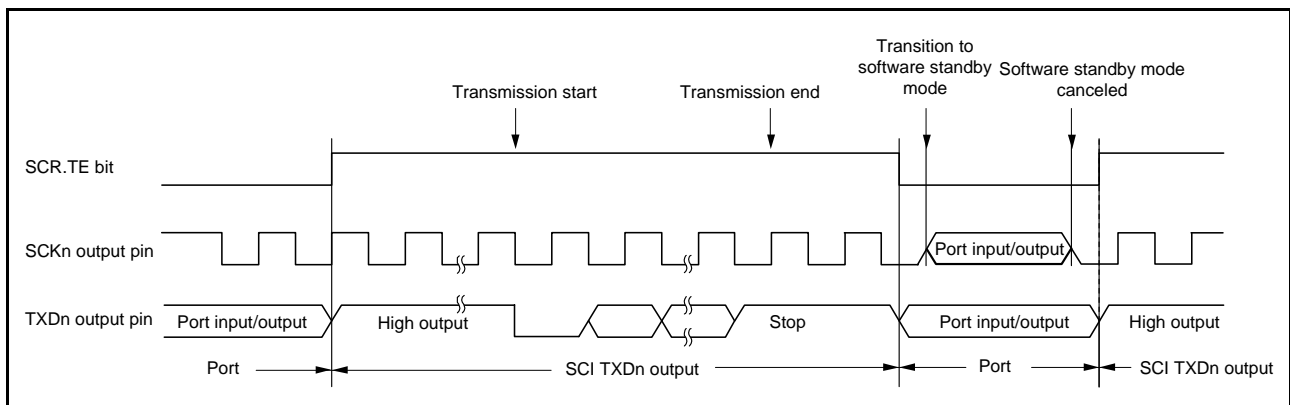 Transition to
software standby
mode
Software standby mode
canceled
Transmission start
Transmission end
SCR.TE bit
SCKn output pin
Port input/output
TXDn output pin
Port input/output
High output
Stop
Port input/output
High output
Port
SCI TXDn output
Port
SCI TXDn output